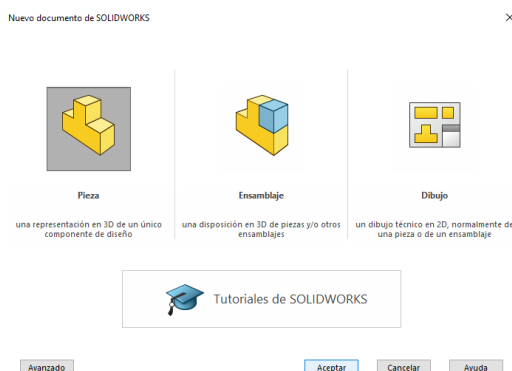 Nuevo documento de SOLIDWORKS
Pieza
una representación en 3D de un único
componente de diseño
Ensamblaje
una disposición en 3D de piezas y/o otros
ensamblajes
Dibujo
un dibujo técnico en 2D, normalmente de
una pieza o de un ensamblaje
Tutoriales de SOLIDWORKS
Avanzado
Aceptar
Cancelar
Ayuda